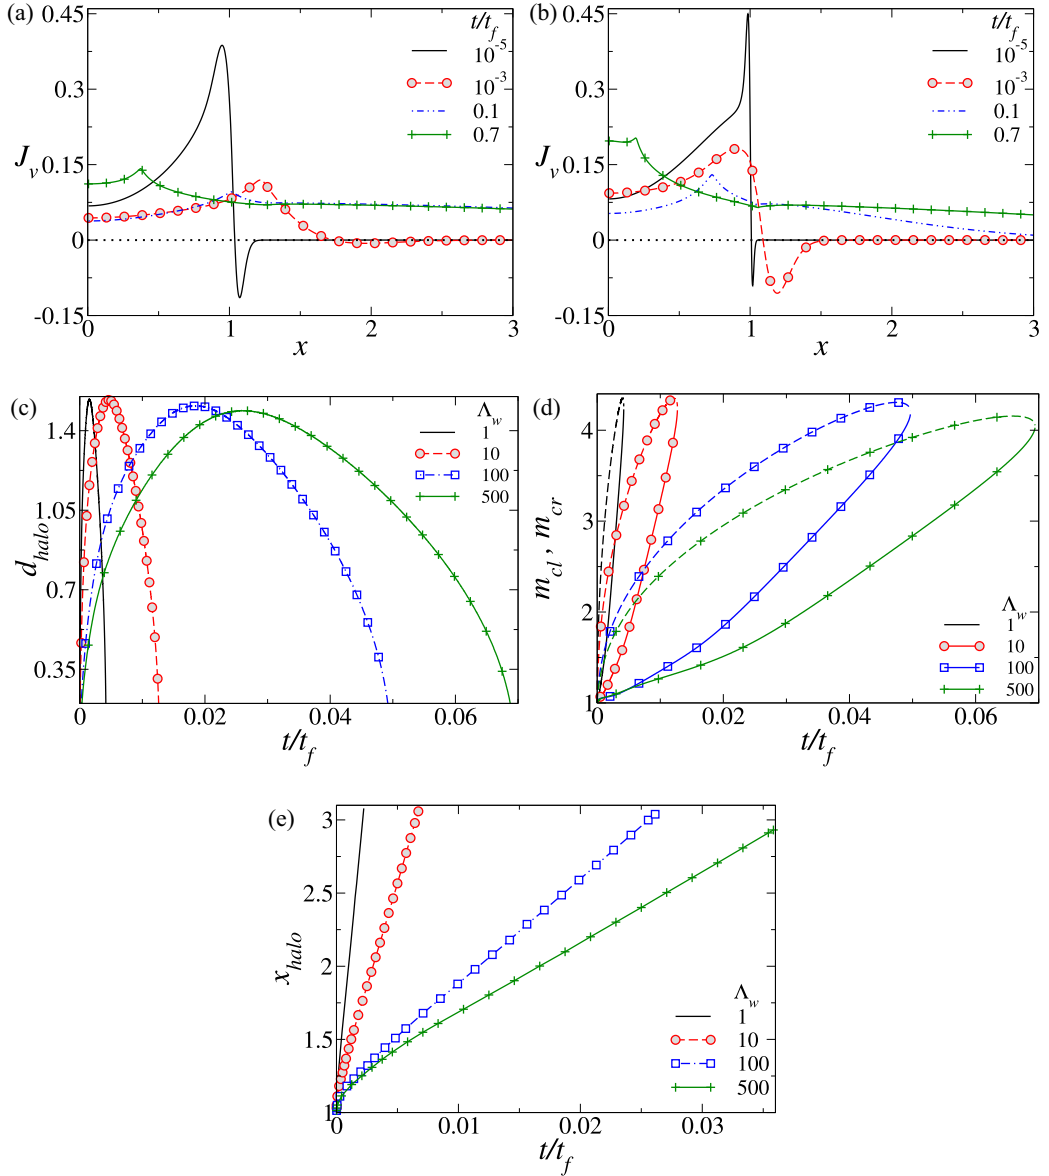 (a)
t/t_f
10^-5
10^-3
0.1
0.7
0.45
0.3
0.15
0
-0.15
J_v
0 1 2 3
x
(b)
t/t_f
10^-5
10^-3
0.1
0.7
0.45
0.3
0.15
0
-0.15
J_v
0 1 2 3
x
(c)
Λ_w
1
10
100
500
1.4
1.05
0.7
0.35
d_halo
0 0.02 0.04 0.06
t/t_f
(d)
4
3
2
1
m_cl, m_cr
Λ_w
1
10
100
500
0 0.02 0.04 0.06
t/t_f
(e)
3
2.5
2
1.5
1
x_halo
Λ_w
1
10
100
500
0 0.01 0.02 0.03
t/t_f